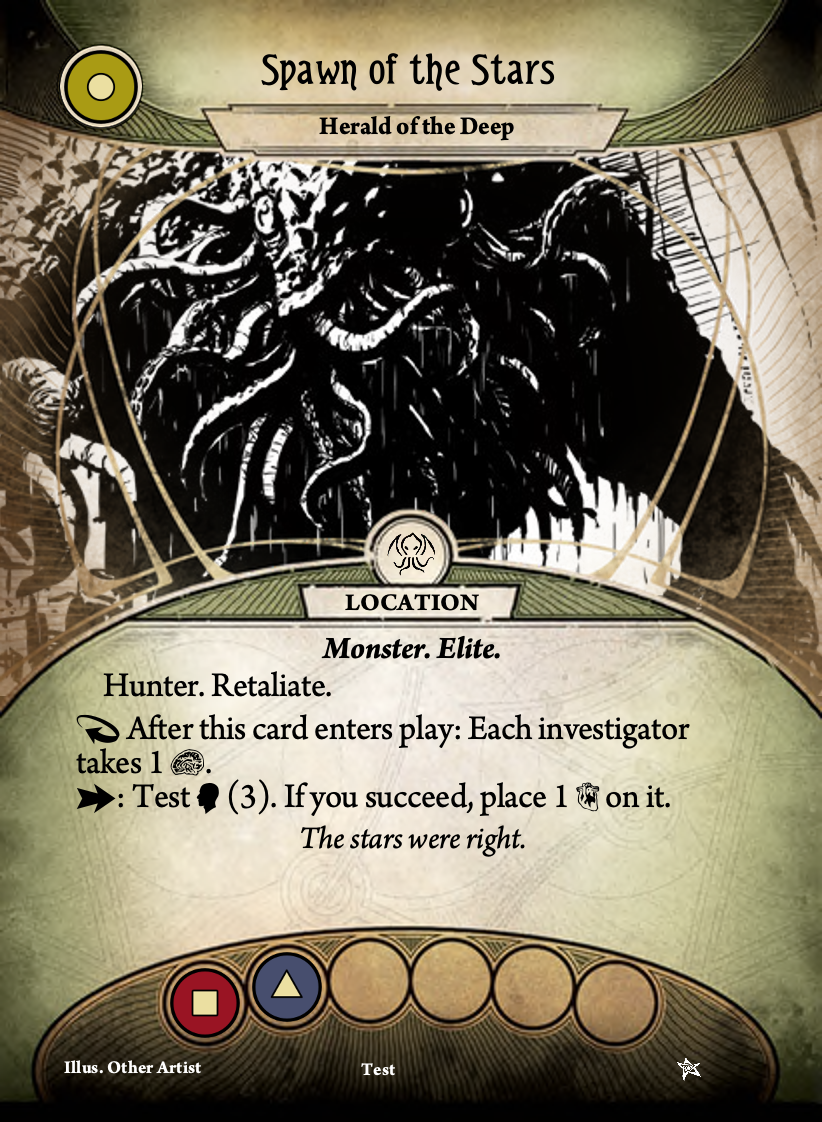 Spawn of the Stars
Herald of the Deep
LOCATION
Monster. Elite.
Hunter. Retaliate.
After this card enters play: Each investigator
takes 1 .
: Test (3). If you succeed, place 1 on it.
The stars were right.
Illus. Other Artist
Test